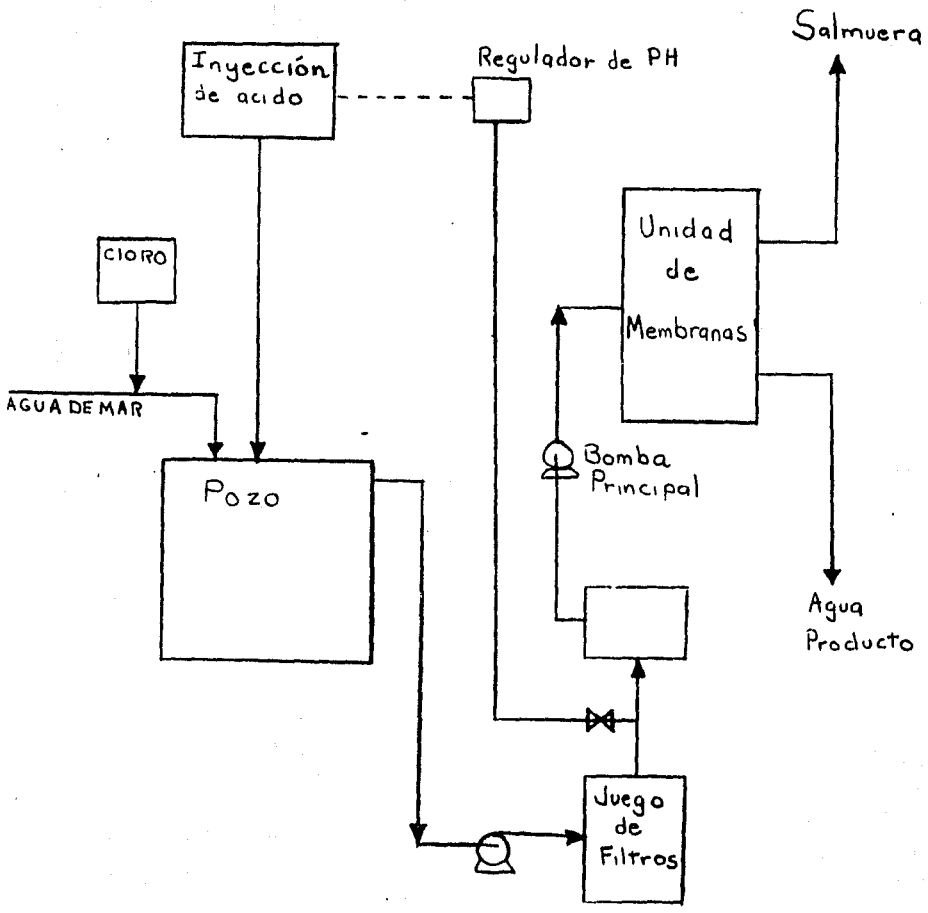 Salmuera
Inyección
de acido
Regulador de PH
Unidad
de
Membranas
CIORO
AGUA DE MAR
Pozo
Bomba
Principal
Agua
Producto
Juego
de
Filtros